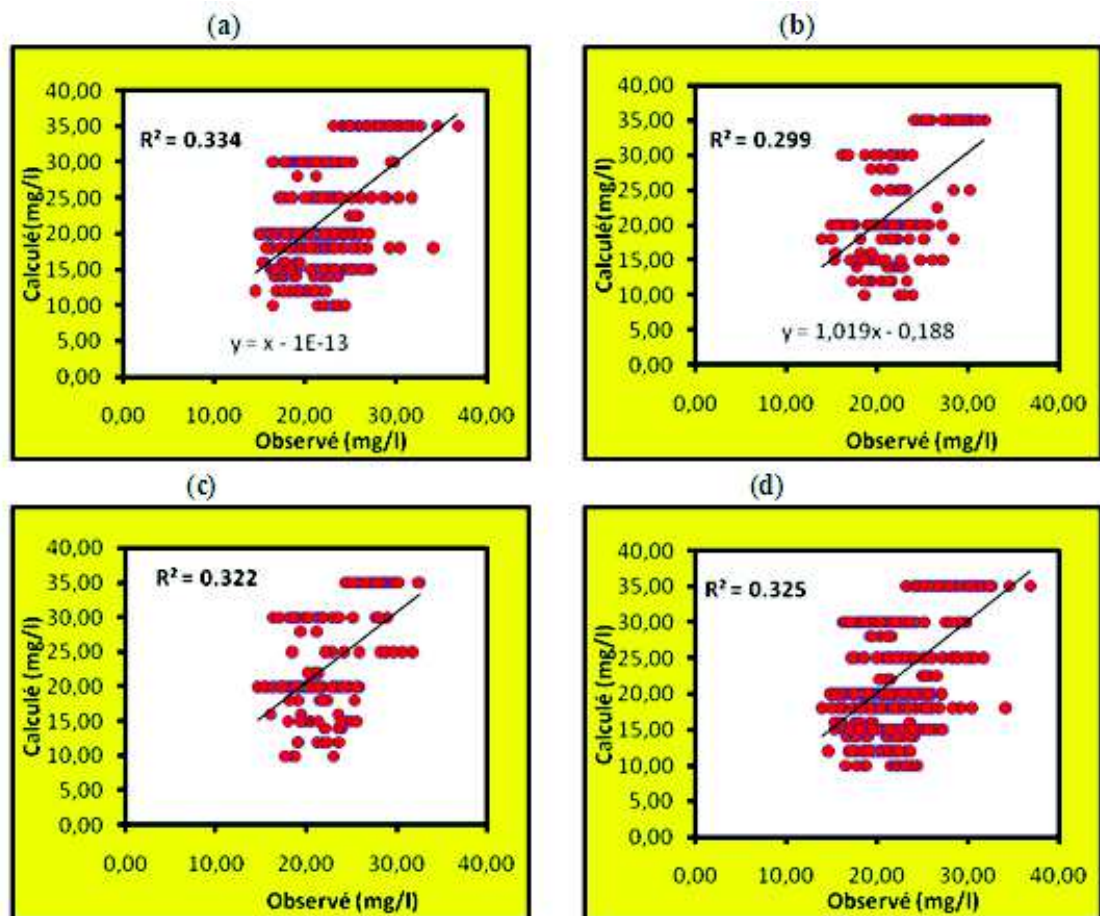 (a)
40,00
35,00
30,00
25,00
20,00
15,00
10,00
5,00
0,00
Calculé(mg/l)
R² = 0.334
y = x - 1E-13
0,00 10,00 20,00 30,00 40,00
Observé (mg/l)
(b)
40,00
35,00
30,00
25,00
20,00
15,00
10,00
5,00
0,00
Calculé(mg/l)
R² = 0.299
y = 1,019x - 0,188
0,00 10,00 20,00 30,00 40,00
Observé (mg/l)
(c)
40,00
35,00
30,00
25,00
20,00
15,00
10,00
5,00
0,00
Calculé (mg/l)
R² = 0.322
0,00 10,00 20,00 30,00 40,00
Observé (mg/l)
(d)
40,00
35,00
30,00
25,00
20,00
15,00
10,00
5,00
0,00
Calculé (mg/l)
R² = 0.325
0,00 10,00 20,00 30,00 40,00
Observé (mg/l)